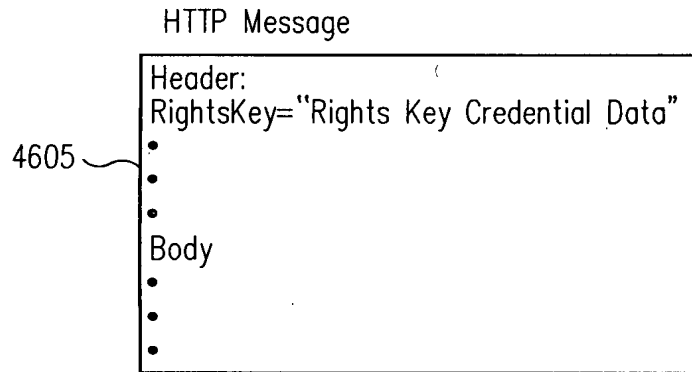 HTTP Message
Header:
RightsKey="Rights Key Credential Data"
4605
•
•
•
Body
•
•
•